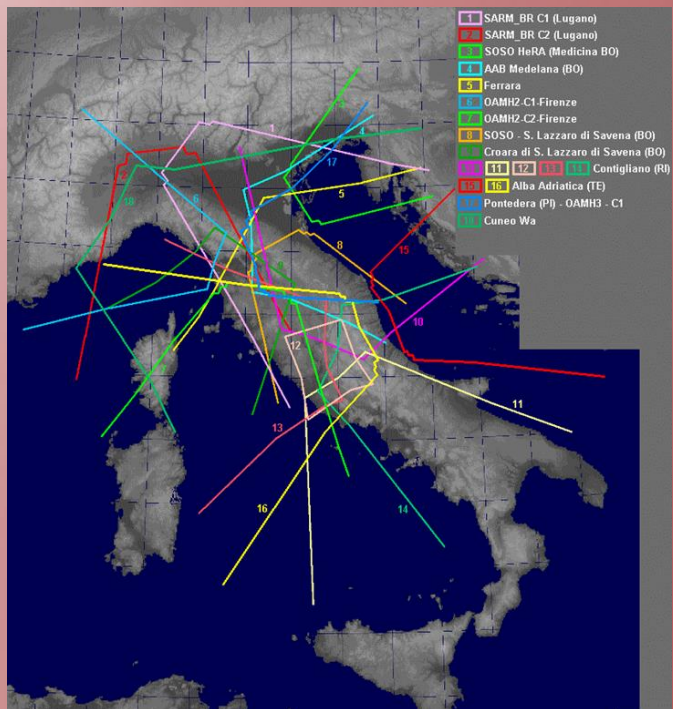 1 SARM_BR C1 (Lugano)
2 SARM_BR C2 (Lugano)
3 SOSO HeRA (Medicina BO)
4 AAB Medelana (BO)
5 Ferrara
6 OAMH2-C1-Firenze
7 OAMH2-C2-Firenze
8 SOSO - S. Lazzaro di Savena (BO)
9 Croara di S. Lazzaro di Savena (BO)
10 11 12 13 14 Contigliano (RI)
15 16 Alba Adriatica (TE)
17 Pontedera (PI) - OAMH3 - C1
18 Cuneo Wa
1
3
4
17
2
18
6
5
8
15
10
12
11
13
16
14